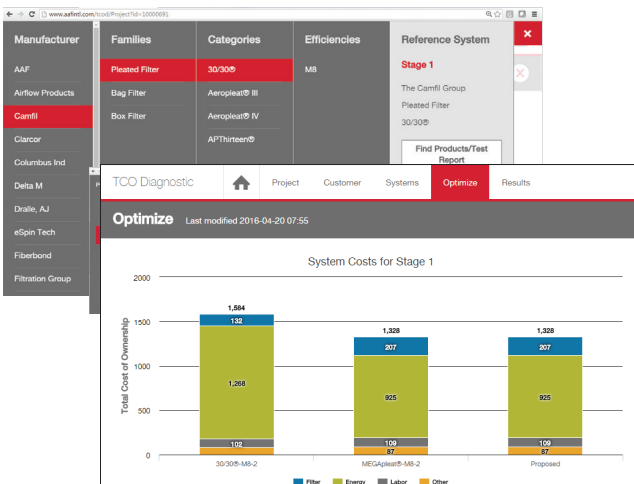 www.aafintl.com/tcod/Project?id=10000691
Manufacturer
Families
Categories
Efficiencies
Reference System
AAF
Pleated Filter
30/30®
M8
Stage 1
Airflow Products
Bag Filter
Aeropleat® III
The Camfil Group
Camfil
Box Filter
Aeropleat® IV
Pleated Filter
Clarcor
APThirteen®
30/30®
Columbus Ind
Find Products/Test
Report
Delta M
Dralle, AJ
eSpin Tech
Fiberbond
Filtration Group
TCO Diagnostic
Project
Customer
Systems
Optimize
Results
Optimize Last modified 2016-04-20 07:55
System Costs for Stage 1
Total Cost of Ownership
2000
1500
1000
500
0
1,584
132
1,268
102
1,328
207
925
109
87
1,328
207
925
109
87
30/30®-M8-2
MEGApleat®-M8-2
Proposed
Filter
Energy
Labor
Other